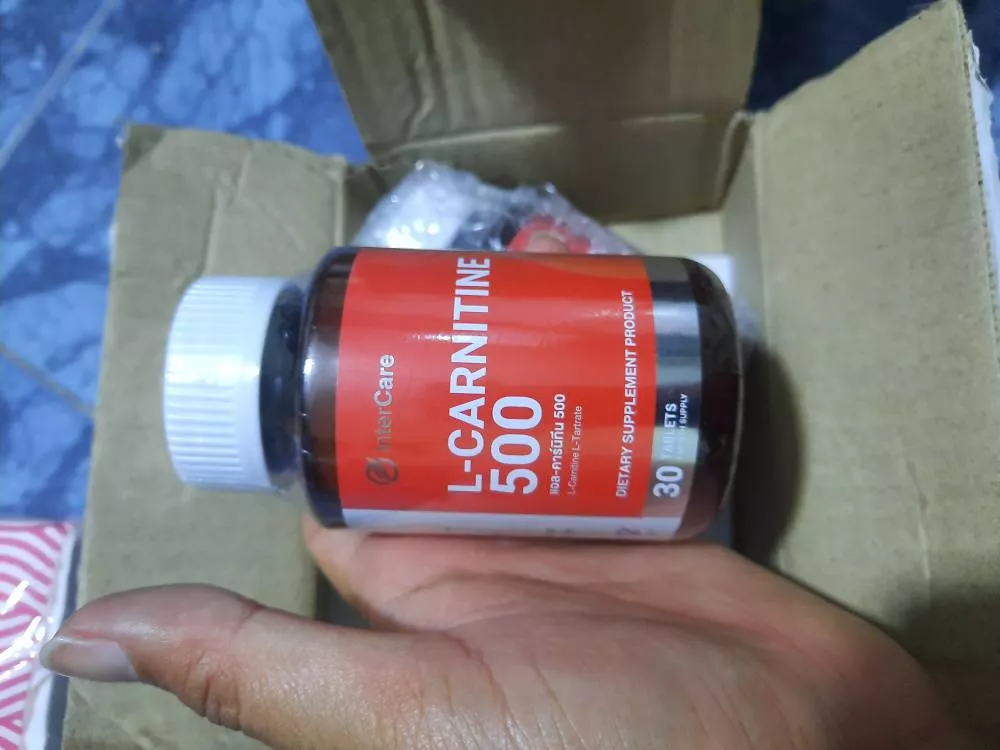 interCare
L-CARNITINE
500
แอล-คาร์นิทีน 500
L-Carnitine L-Tartrate
DIETARY SUPPLEMENT PRODUCT
30 TABLETS
SUPPLY